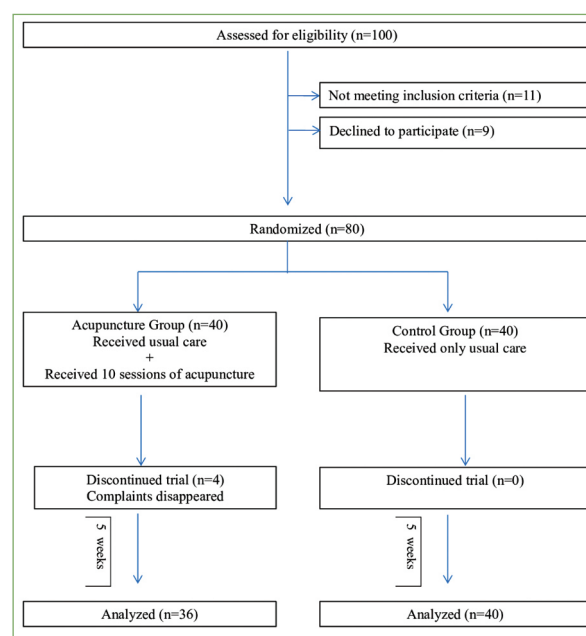 Assessed for eligibility (n=100)
Not meeting inclusion criteria (n=11)
Declined to participate (n=9)
Randomized (n=80)
Acupuncture Group (n=40)
Received usual care
+
Received 10 sessions of acupuncture
Control Group (n=40)
Received only usual care
Discontinued trial (n=4)
Complaints disappeared
Discontinued trial (n=0)
5 weeks
5 weeks
Analyzed (n=36)
Analyzed (n=40)